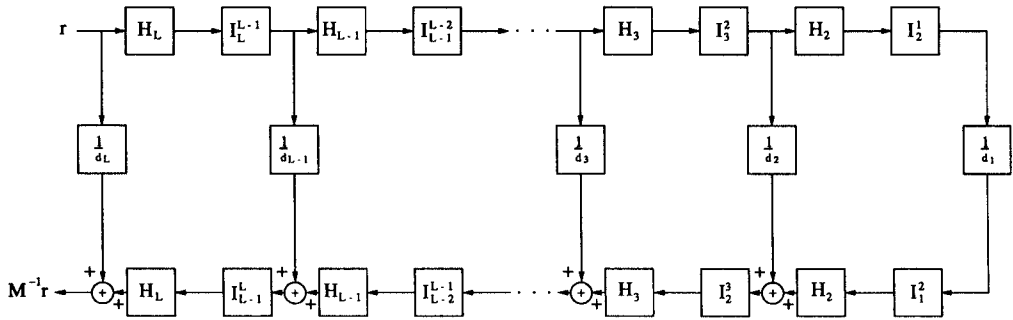 r H_L I_L^{L-1} H_{L-1} I_{L-1}^{L-2} · · · H_3 I_3^2 H_2 I_2^1
1/d_L 1/d_{L-1} 1/d_3 1/d_2 1/d_1
+ + + +
M^{-1}r + H_L I_{L-1}^L + H_{L-1} I_{L-2}^{L-1} · · · + H_3 I_2^3 + H_2 I_1^2
+ + + +